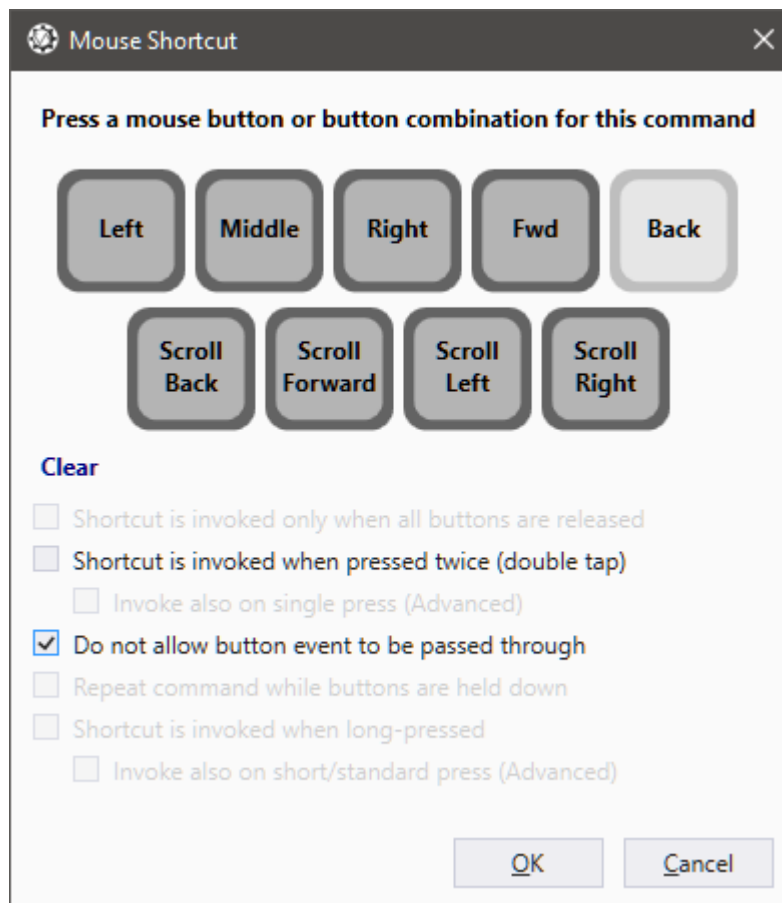 Mouse Shortcut
Press a mouse button or button combination for this command
Left Middle Right Fwd Back
Scroll Back Scroll Forward Scroll Left Scroll Right
Clear
Shortcut is invoked only when all buttons are released
Shortcut is invoked when pressed twice (double tap)
Invoke also on single press (Advanced)
Do not allow button event to be passed through
Repeat command while buttons are held down
Shortcut is invoked when long-pressed
Invoke also on short/standard press (Advanced)
OK Cancel